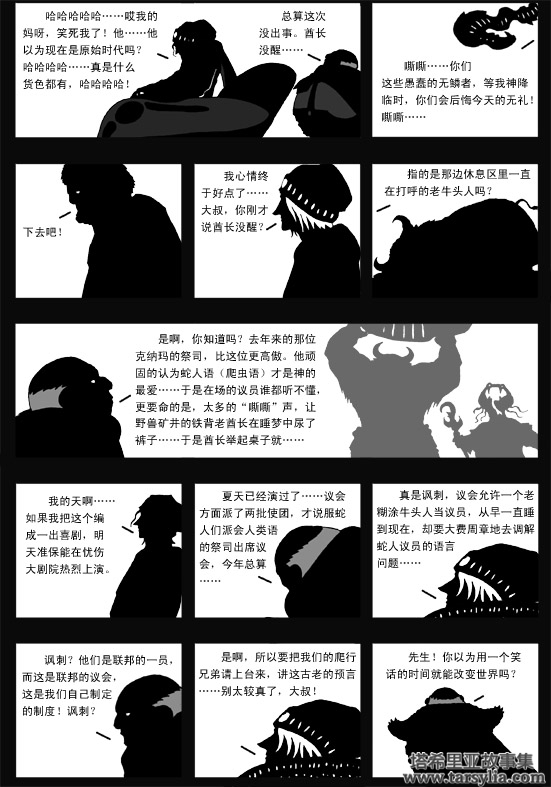 哈哈哈哈哈……哎我的
妈呀，笑死我了！他……他
以为现在是原始时代吗？
哈哈哈哈……真是什么
货色都有，哈哈哈哈！
总算这次
没出事。酋长
没醒……
嘶嘶……你们
这些愚蠢的无鳞者，等我神降
临时，你们会后悔今天的无礼！
嘶嘶……
下去吧！
我心情终
于好点了……
大叔，你刚才
说酋长没醒？
指的是那边休息区里一直
在打呼的老牛头人吗？
是啊，你知道吗？去年来的那位
克纳玛的祭司，比这位更高傲。他顽
固的认为蛇人语（爬虫语）才是神的
最爱……于是在场的议员谁都听不懂，
更要命的是，太多的“嘶嘶”声，让
野兽矿井的铁背老酋长在睡梦中尿了
裤子……于是酋长举起桌子就……
我的天啊……
如果我把这个编
成一出喜剧，明
天准保能在忧伤
大剧院热烈上演。
夏天已经演过了……议会
方面派了两批使团，才说服蛇
人们派会人类语
的祭司出席议
会，今年总算
……
真是讽刺，议会允许一个老
糊涂牛头人当议员，从早一直睡
到现在，却要大费周章地去调解
蛇人议员的语言
问题……
讽刺？他们是联邦的一员，
而这是联邦的议会，
这是我们自己制定
的制度！讽刺？
是啊，所以要把我们的爬行
兄弟请上台来，讲这古老的预言
……别太较真了，大叔！
先生！你以为用一个笑
话的时间就能改变世界吗？
塔希里亚故事集
www.tarsylia.com